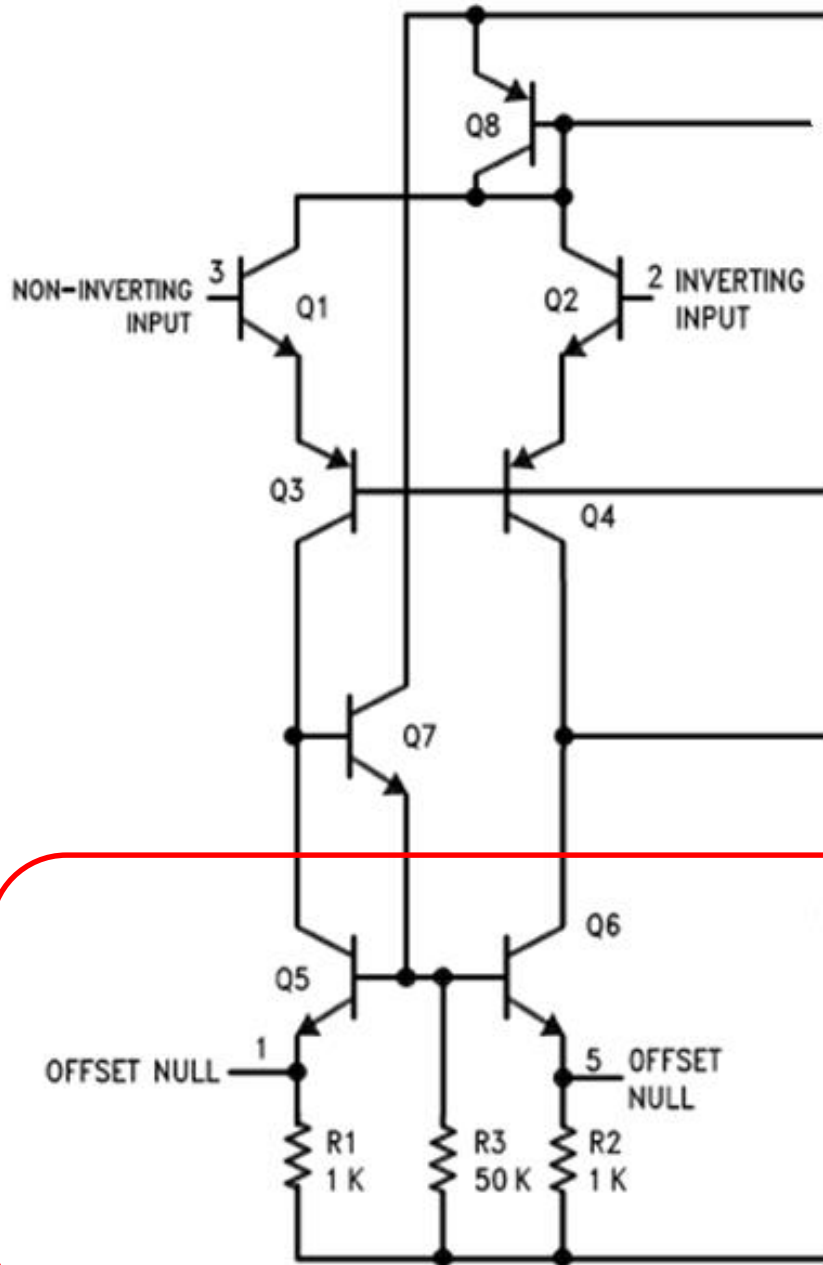 Q8
3
NON-INVERTING
INPUT
Q1
Q2
2 INVERTING
INPUT
Q3
Q4
Q7
Q6
Q5
1
OFFSET NULL
5 OFFSET
NULL
R1
1 K
R3
50 K
R2
1 K